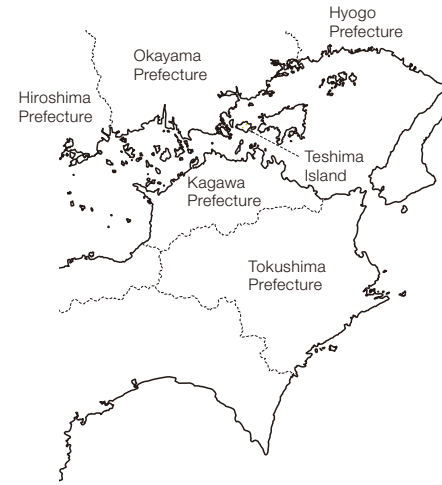 Hyogo
Prefecture
Okayama
Prefecture
Hiroshima
Prefecture
Teshima
Island
Kagawa
Prefecture
Tokushima
Prefecture